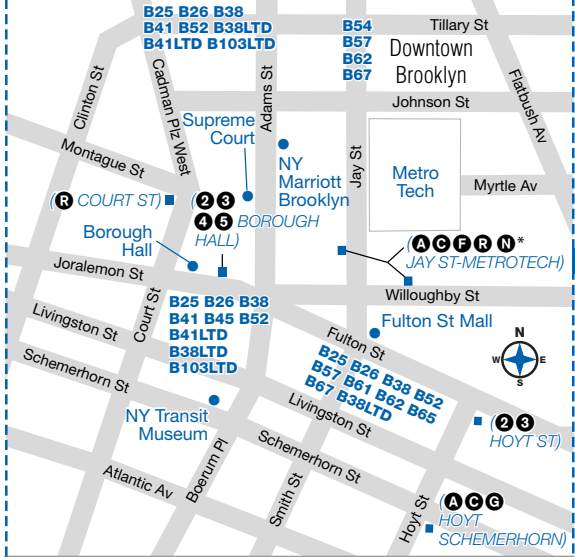 B25 B26 B38
B41 B52 B38LTD
B41LTD B103LTD
B54
B57
B62
B67
Tillary St
Downtown
Brooklyn
Clinton St
Cadman Plz West
Adams St
Jay St
Flatbush Av
Johnson St
Supreme
Court
NY
Marriott
Brooklyn
Metro
Tech
Montague St
Myrtle Av
(R COURT ST)
(2 3
4 5 BOROUGH
HALL)
Borough
Hall
(A C F R N*
JAY ST-METROTECH)
Joralemon St
Willoughby St
Court St
B25 B26 B38
B41 B45 B52
B41LTD
B38LTD
B103LTD
Livingston St
Fulton St
Fulton St Mall
N
W E
S
Schemerhorn St
B25 B26 B38 B52
B57 B61 B62 B65
B67 B38LTD
NY Transit
Museum
Livingston St
(2 3
HOYT ST)
Schemerhorn St
Atlantic Av
Boerum Pl
Smith St
Hoyt St
(A C G
HOYT
SCHEMERHORN)